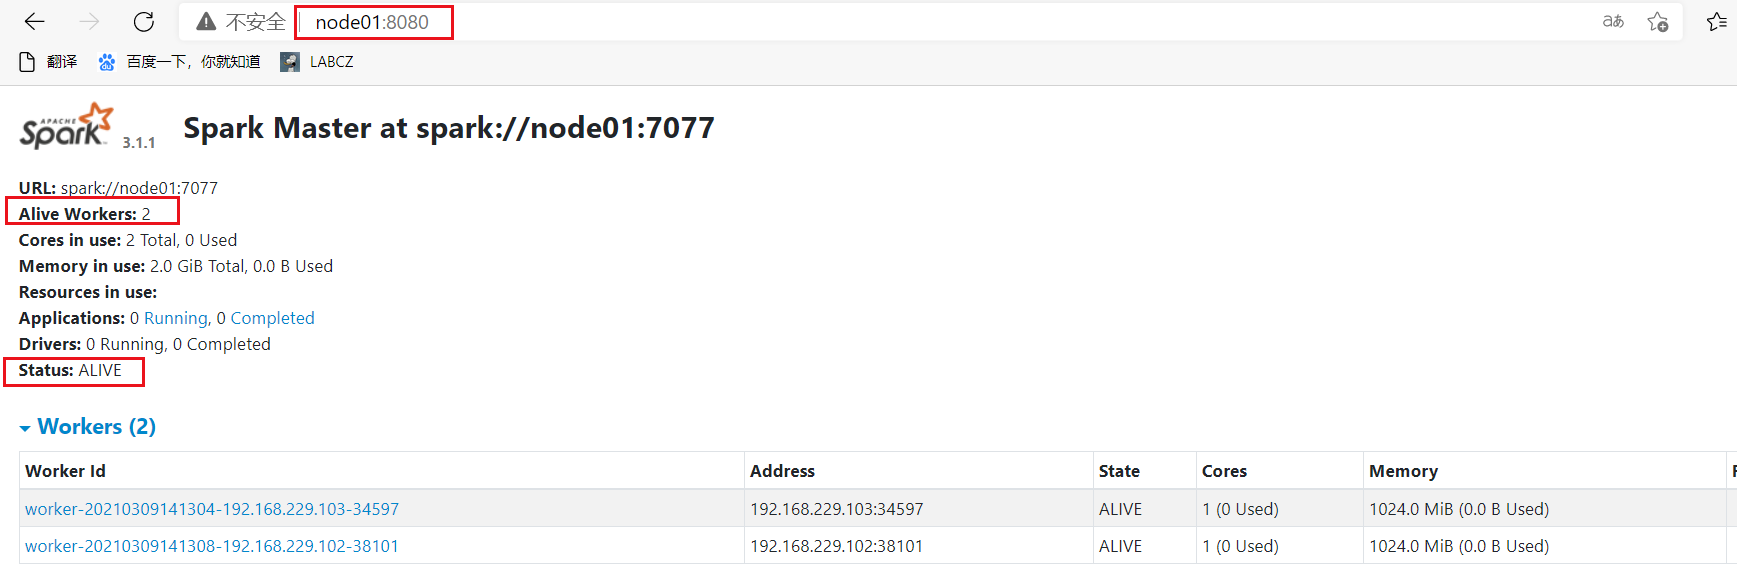 不安全 node01:8080 aあ
翻译 百度一下，你就知道 LABCZ
APACHE Spark 3.1.1 Spark Master at spark://node01:7077
URL: spark://node01:7077
Alive Workers: 2
Cores in use: 2 Total, 0 Used
Memory in use: 2.0 GiB Total, 0.0 B Used
Resources in use:
Applications: 0 Running, 0 Completed
Drivers: 0 Running, 0 Completed
Status: ALIVE
Workers (2)
Worker Id Address State Cores Memory
worker-20210309141304-192.168.229.103-34597 192.168.229.103:34597 ALIVE 1 (0 Used) 1024.0 MiB (0.0 B Used)
worker-20210309141308-192.168.229.102-38101 192.168.229.102:38101 ALIVE 1 (0 Used) 1024.0 MiB (0.0 B Used)